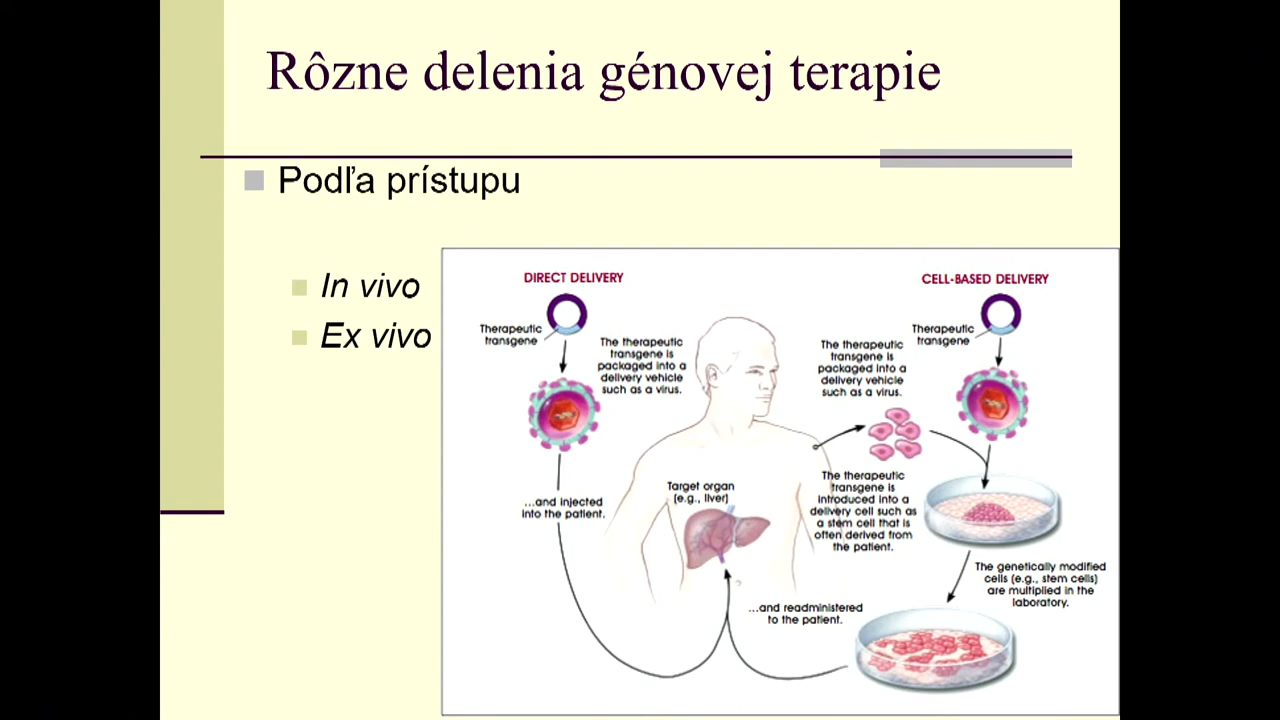 Rôzne delenia génovej terapie
Podľa prístupu
In vivo
Ex vivo
DIRECT DELIVERY
Therapeutic
transgene
The therapeutic
transgene is
packaged into a
delivery vehicle
such as a virus.
...and injected
into the patient.
Target organ
(e.g., liver)
CELL-BASED DELIVERY
Therapeutic
transgene
The therapeutic
transgene is
packaged into a
delivery vehicle
such as a virus.
The therapeutic
transgene is
introduced into a
delivery cell such as
a stem cell that is
often derived from
the patient.
The genetically modified
cells (e.g., stem cells)
are multiplied in the
laboratory.
...and readministered
to the patient.